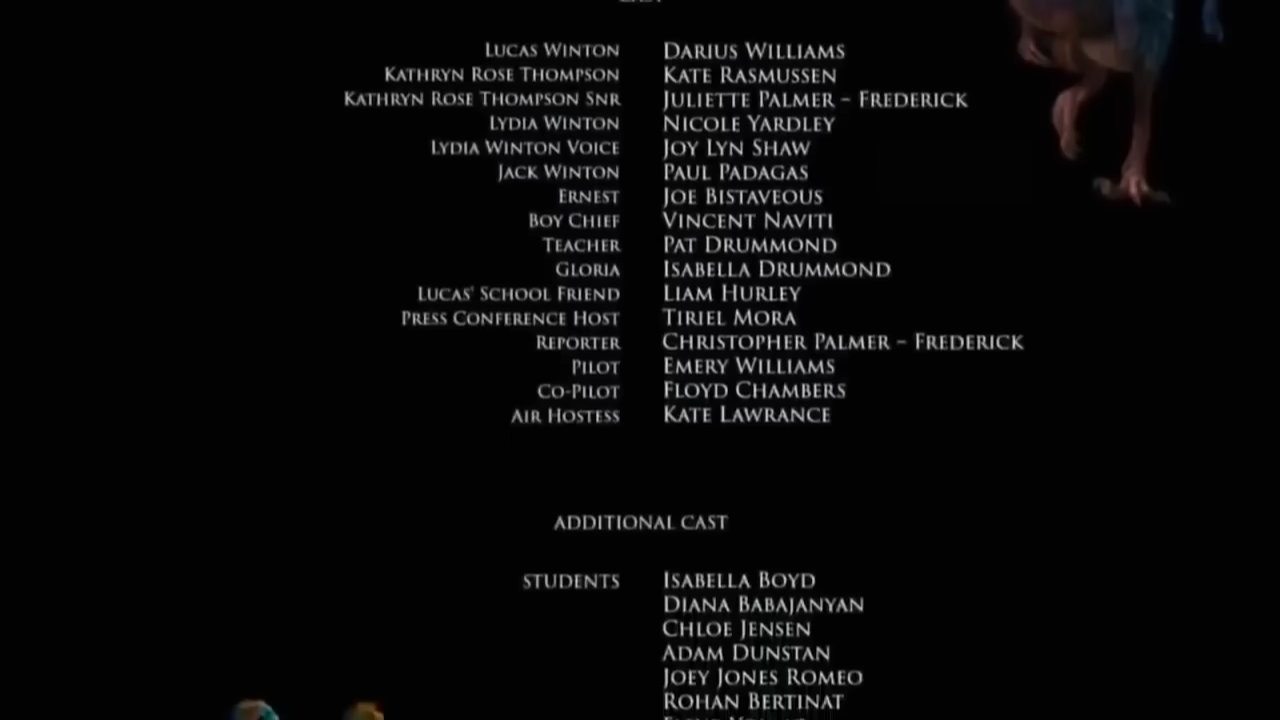 LUCAS WINTON DARIUS WILLIAMS
KATHRYN ROSE THOMPSON KATE RASMUSSEN
KATHRYN ROSE THOMPSON SNR JULIETTE PALMER – FREDERICK
LYDIA WINTON NICOLE YARDLEY
LYDIA WINTON VOICE JOY LYN SHAW
JACK WINTON PAUL PADAGAS
ERNEST JOE BISTAVEOUS
BOY CHIEF VINCENT NAVITI
TEACHER PAT DRUMMOND
GLORIA ISABELLA DRUMMOND
LUCAS' SCHOOL FRIEND LIAM HURLEY
PRESS CONFERENCE HOST TIRIEL MORA
REPORTER CHRISTOPHER PALMER – FREDERICK
PILOT EMERY WILLIAMS
CO-PILOT FLOYD CHAMBERS
AIR HOSTESS KATE LAWRANCE
ADDITIONAL CAST
STUDENTS ISABELLA BOYD
DIANA BABAJANYAN
CHLOE JENSEN
ADAM DUNSTAN
JOEY JONES ROMEO
ROHAN BERTINAT